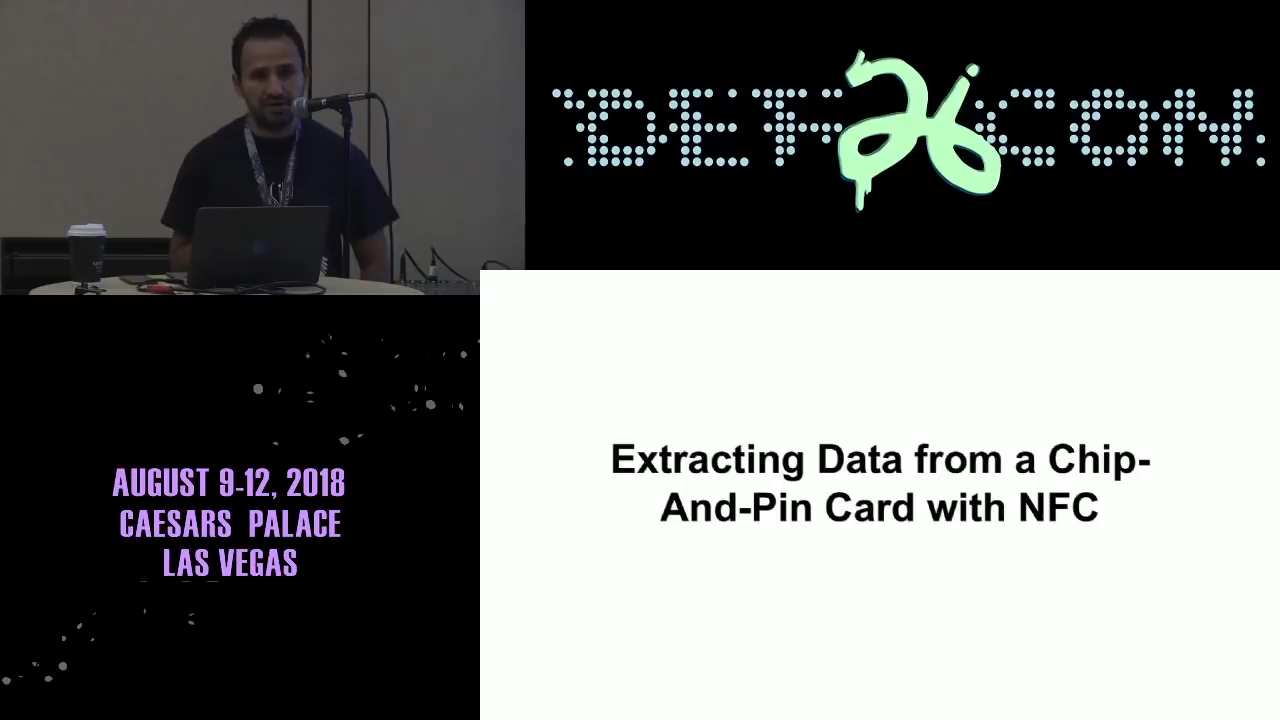 DEF 26 CON
Extracting Data from a Chip-
And-Pin Card with NFC
AUGUST 9-12, 2018
CAESARS PALACE
LAS VEGAS